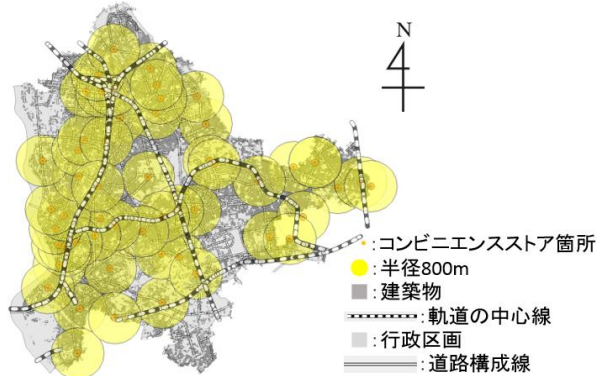 N
:コンビニエンスストア箇所
:半径800m
:建築物
:軌道の中心線
:行政区画
:道路構成線